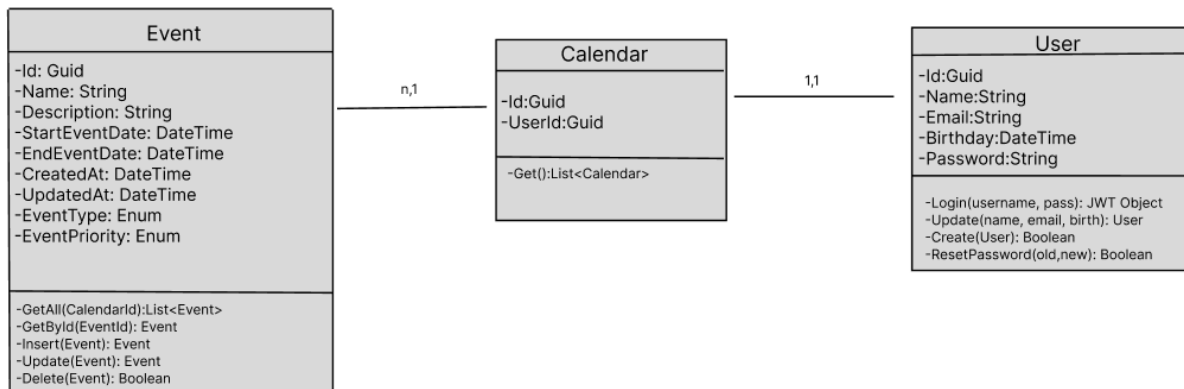 Event
-Id: Guid
-Name: String
-Description: String
-StartEventDate: DateTime
-EndEventDate: DateTime
-CreatedAt: DateTime
-UpdatedAt: DateTime
-EventType: Enum
-EventPriority: Enum
-GetAll(CalendarId):List<Event>
-GetById(EventId): Event
-Insert(Event): Event
-Update(Event): Event
-Delete(Event): Boolean
n,1
Calendar
-Id:Guid
-UserId:Guid
-Get():List<Calendar>
1,1
User
-Id:Guid
-Name:String
-Email:String
-Birthday:DateTime
-Password:String
-Login(username, pass): JWT Object
-Update(name, email, birth): User
-Create(User): Boolean
-ResetPassword(old,new): Boolean